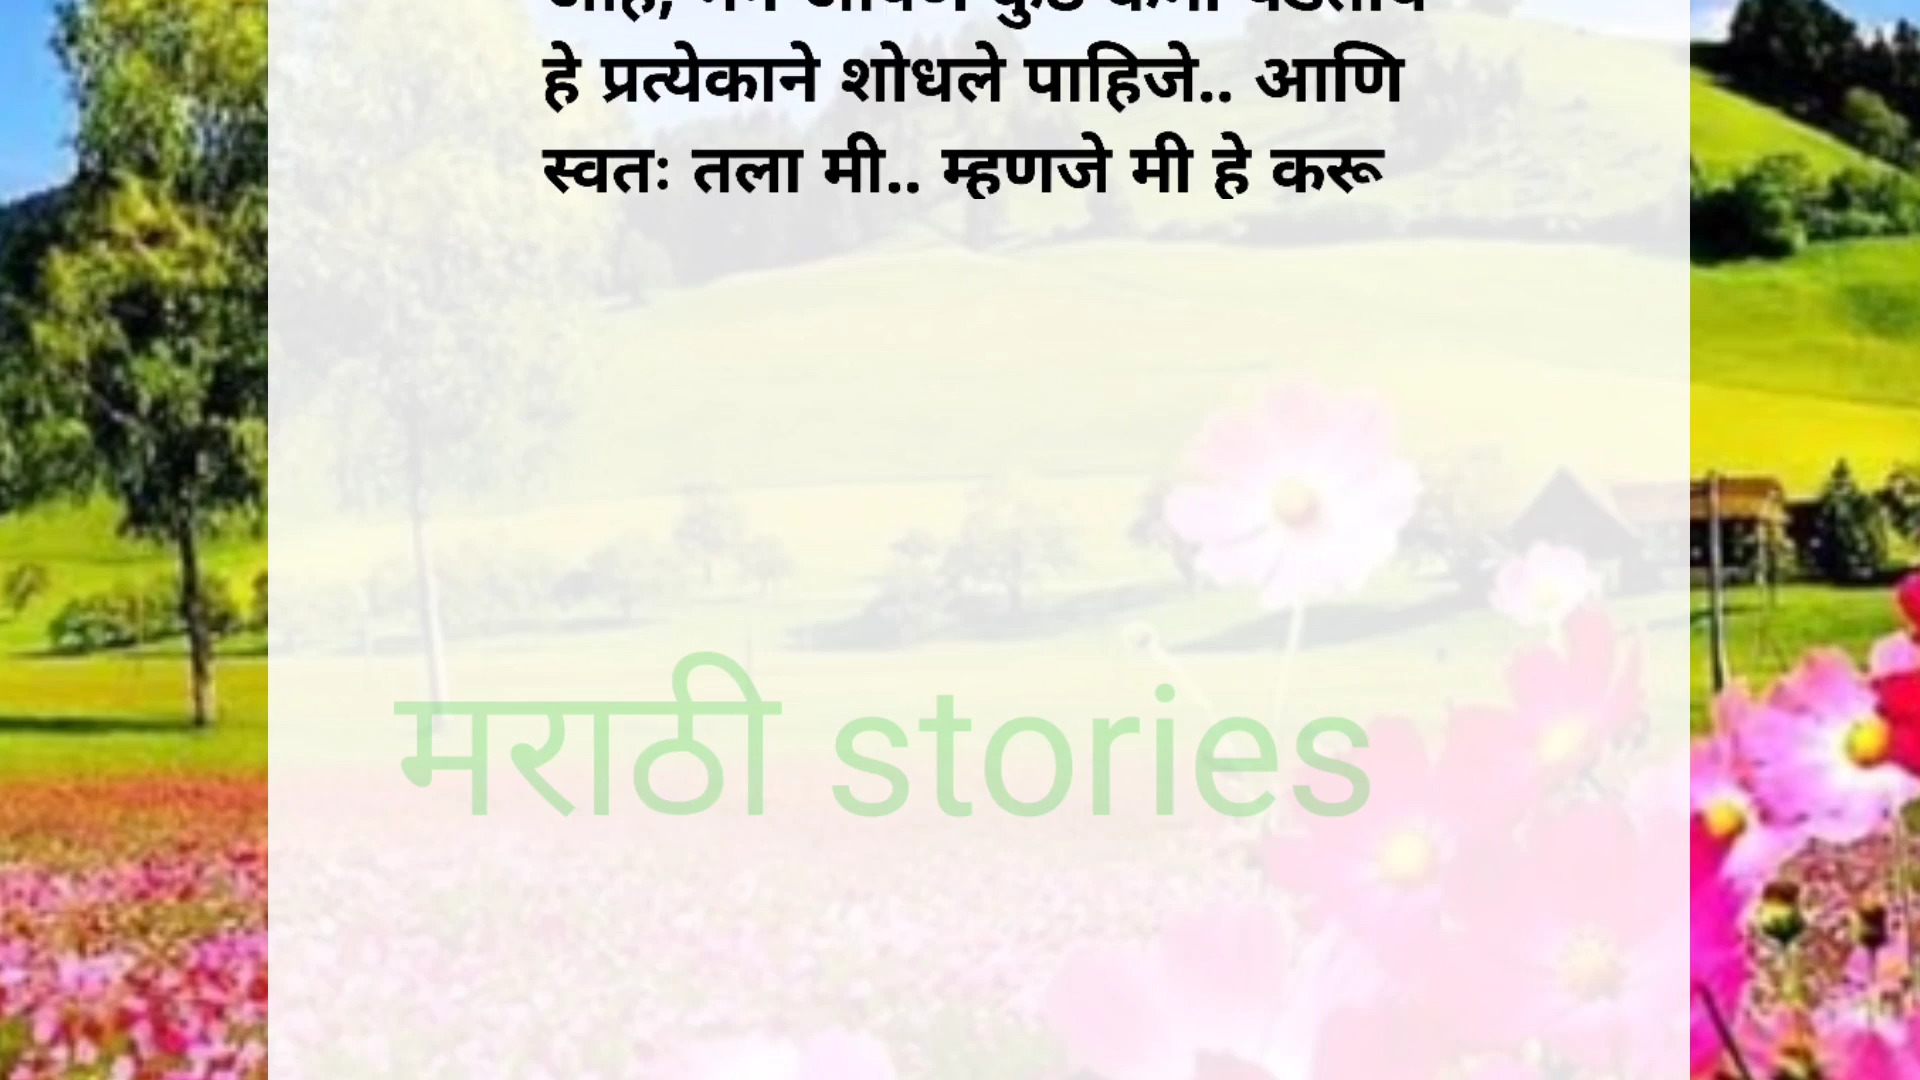 हे प्रत्येकाने शोधले पाहिजे.. आणि
स्वतः तला मी.. म्हणजे मी हे करू
मराठी stories